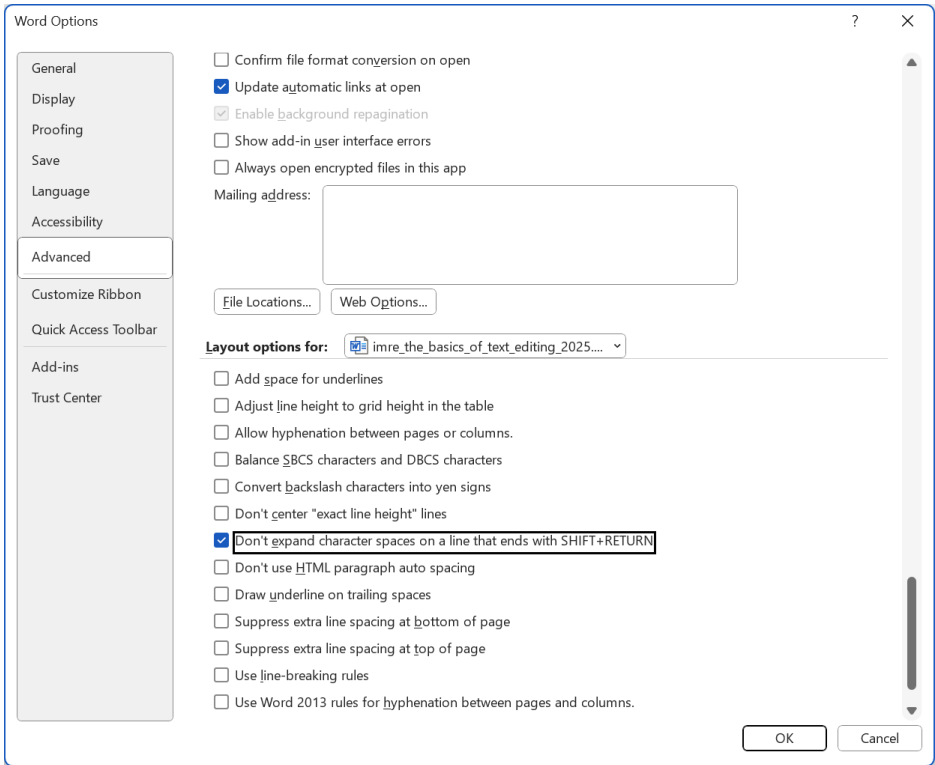 Word Options
?
General
Display
Proofing
Save
Language
Accessibility
Advanced
Customize Ribbon
Quick Access Toolbar
Add-ins
Trust Center
Confirm file format conversion on open
Update automatic links at open
Enable background repagination
Show add-in user interface errors
Always open encrypted files in this app
Mailing address:
File Locations... Web Options...
Layout options for: imre_the_basics_of_text_editing_2025....
Add space for underlines
Adjust line height to grid height in the table
Allow hyphenation between pages or columns.
Balance SBCS characters and DBCS characters
Convert backslash characters into yen signs
Don't center "exact line height" lines
Don't expand character spaces on a line that ends with SHIFT+RETURN
Don't use HTML paragraph auto spacing
Draw underline on trailing spaces
Suppress extra line spacing at bottom of page
Suppress extra line spacing at top of page
Use line-breaking rules
Use Word 2013 rules for hyphenation between pages and columns.
OK Cancel